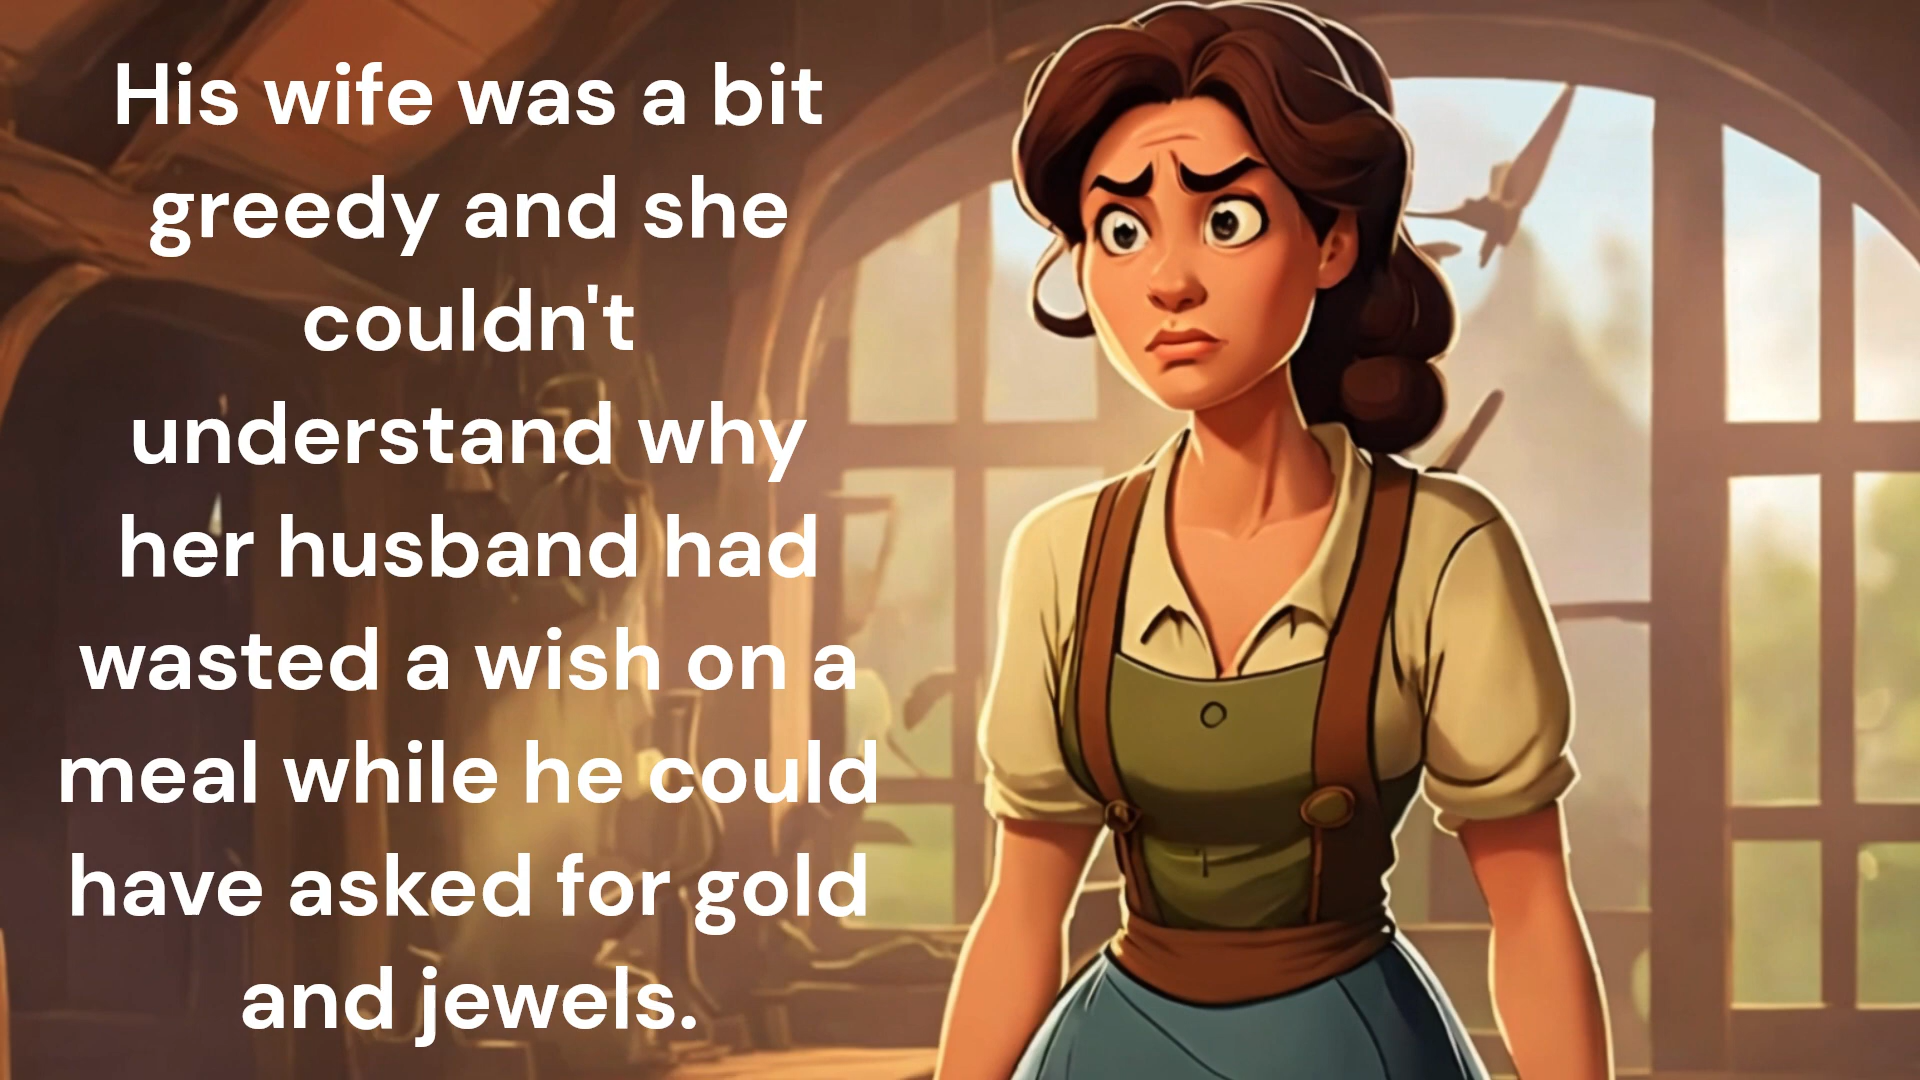 His wife was a bit
greedy and she
couldn't
understand why
her husband had
wasted a wish on a
meal while he could
have asked for gold
and jewels.